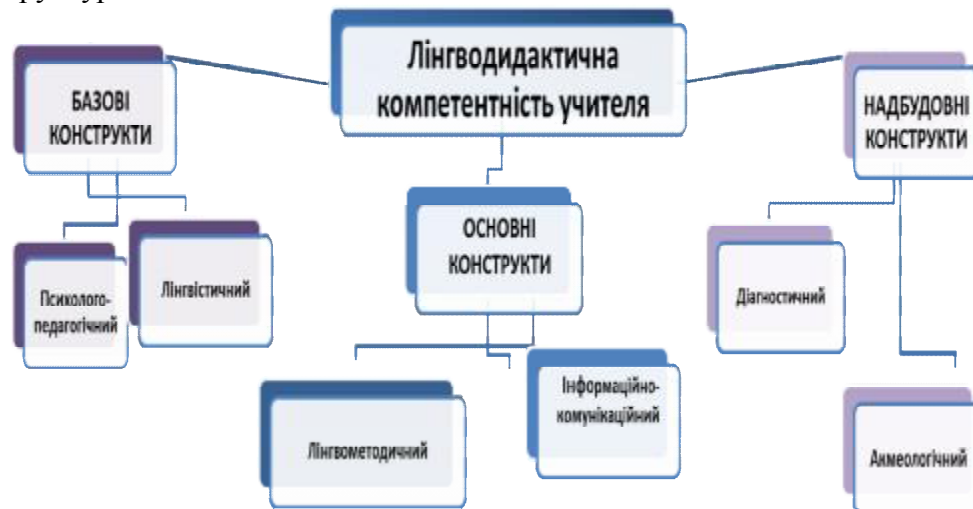 Лінгводидактична
компетентність учителя
БАЗОВІ
КОНСТРУКТИ
НАДБУДОВНІ
КОНСТРУКТИ
ОСНОВНІ
КОНСТРУКТИ
Психолого-
педагогічний
Лінгвістичний
Діагностичний
Лінгвометодичний
Інформаційно-
комунікаційний
Акмеологічний